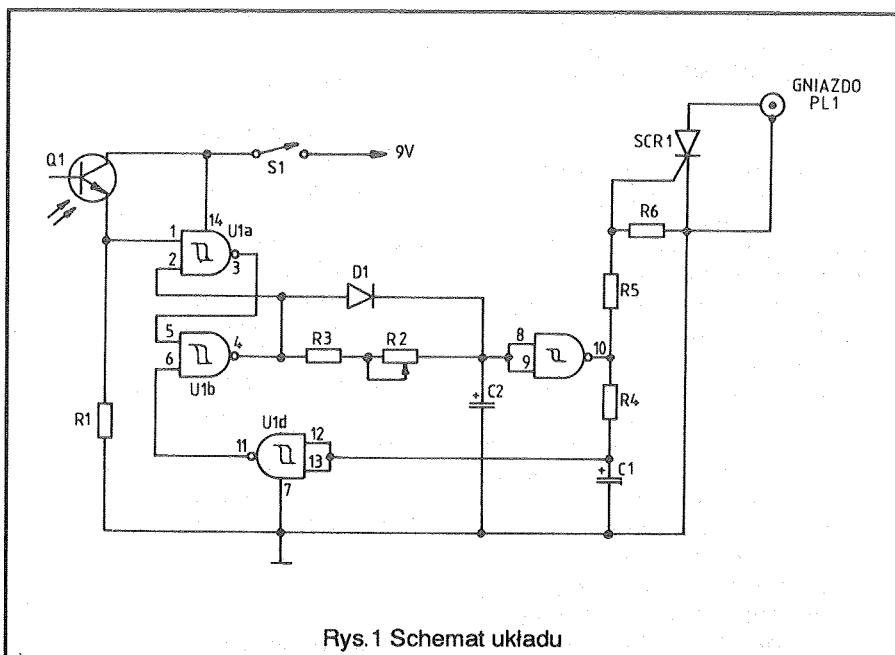 GNIAZDO
PL1
SCR1
Q1
S1
9V
14
U1a
1
2
3
R6
D1
R5
5
6
4
U1b
R3
R2
8
9
10
R4
C2
R1
U1d
11
12
13
7
C1
Rys.1 Schemat układu